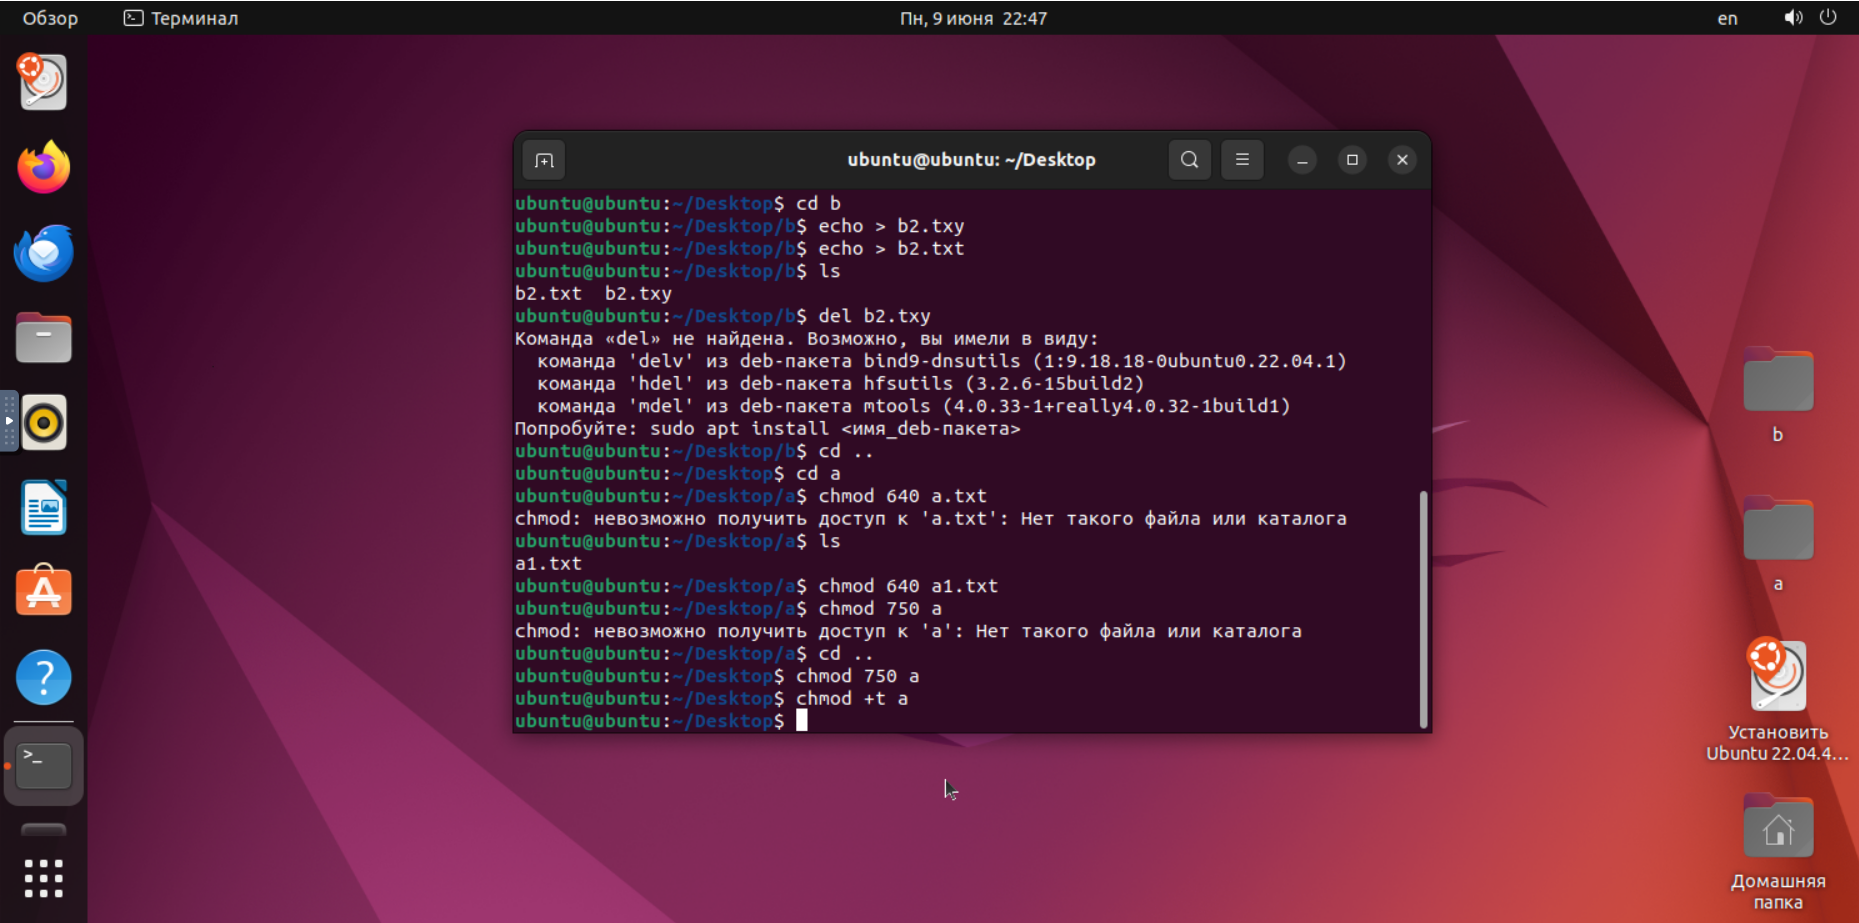 Обзор
Терминал
Пн, 9 июня 22:47
en
ubuntu@ubuntu: ~/Desktop
ubuntu@ubuntu:~/Desktop$ cd b
ubuntu@ubuntu:~/Desktop/b$ echo > b2.txy
ubuntu@ubuntu:~/Desktop/b$ echo > b2.txt
ubuntu@ubuntu:~/Desktop/b$ ls
b2.txt  b2.txy
ubuntu@ubuntu:~/Desktop/b$ del b2.txy
Команда «del» не найдена. Возможно, вы имели в виду:
  команда 'delv' из deb-пакета bind9-dnsutils (1:9.18.18-0ubuntu0.22.04.1)
  команда 'hdel' из deb-пакета hfsutils (3.2.6-15build2)
  команда 'mdel' из deb-пакета mtools (4.0.33-1+really4.0.32-1build1)
Попробуйте: sudo apt install <имя_deb-пакета>
ubuntu@ubuntu:~/Desktop/b$ cd ..
ubuntu@ubuntu:~/Desktop$ cd a
ubuntu@ubuntu:~/Desktop/a$ chmod 640 a.txt
chmod: невозможно получить доступ к 'a.txt': Нет такого файла или каталога
ubuntu@ubuntu:~/Desktop/a$ ls
a1.txt
ubuntu@ubuntu:~/Desktop/a$ chmod 640 a1.txt
ubuntu@ubuntu:~/Desktop/a$ chmod 750 a
chmod: невозможно получить доступ к 'a': Нет такого файла или каталога
ubuntu@ubuntu:~/Desktop/a$ cd ..
ubuntu@ubuntu:~/Desktop$ chmod 750 a
ubuntu@ubuntu:~/Desktop$ chmod +t a
ubuntu@ubuntu:~/Desktop$
b
a
Установить
Ubuntu 22.04.4...
Домашняя
папка